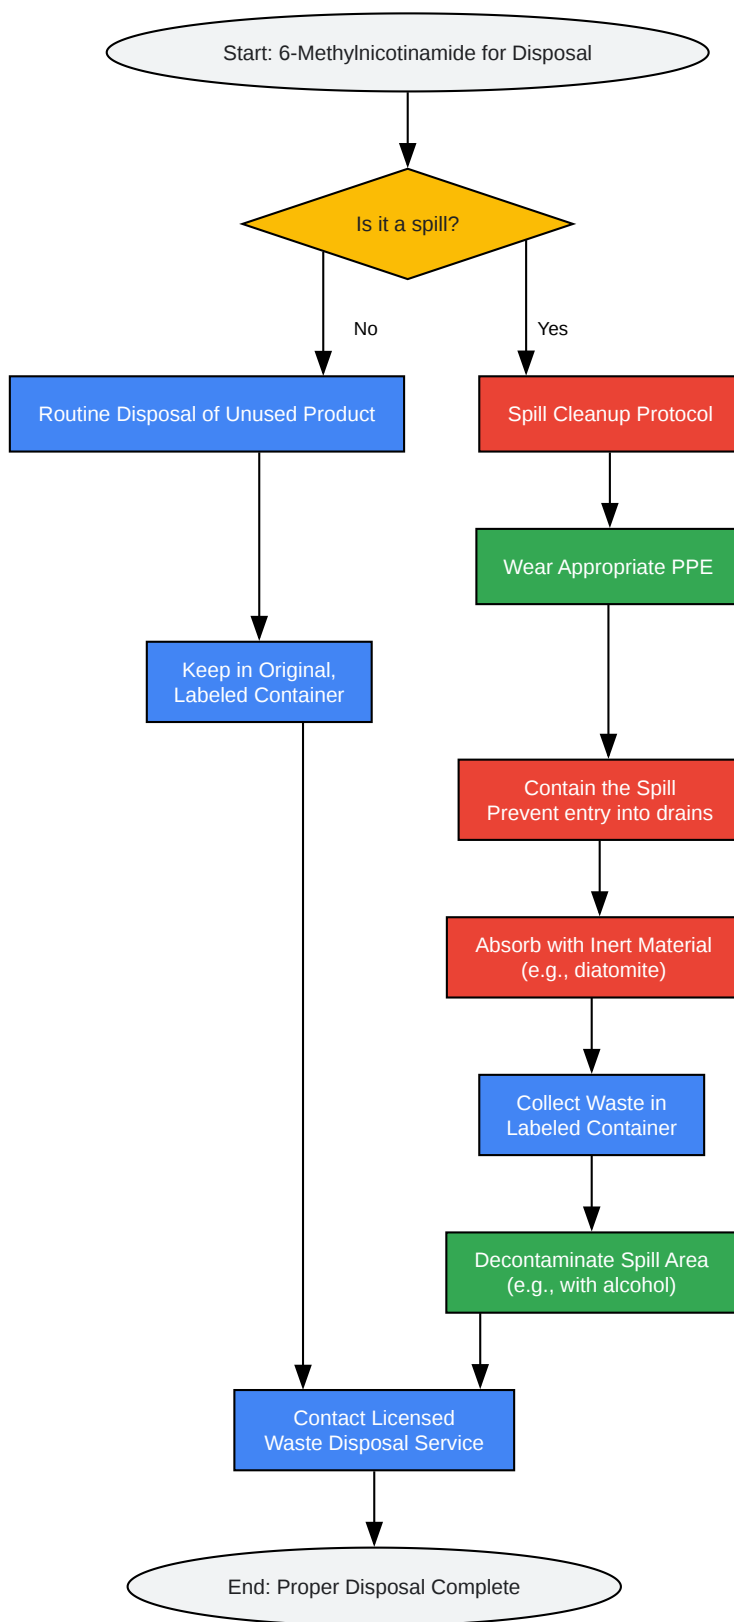 Start: 6-Methylnicotinamide for Disposal
Is it a spill?
No
Yes
Routine Disposal of Unused Product
Spill Cleanup Protocol
Wear Appropriate PPE
Keep in Original,
Labeled Container
Contain the Spill
Prevent entry into drains
Absorb with Inert Material
(e.g., diatomite)
Collect Waste in
Labeled Container
Decontaminate Spill Area
(e.g., with alcohol)
Contact Licensed
Waste Disposal Service
End: Proper Disposal Complete